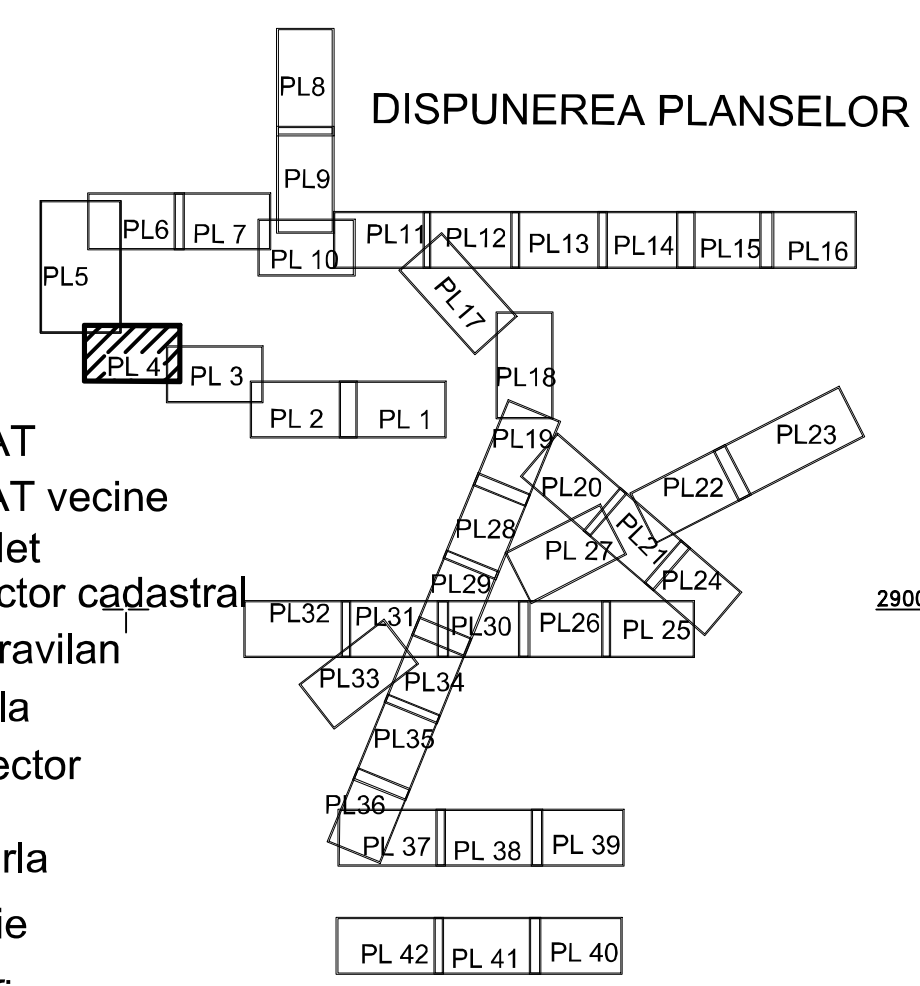 DISPUNEREA PLANSELOR
PL8
PL9
PL6
PL 7
PL 10
PL11
PL12
PL13
PL14
PL15
PL16
PL5
PL17
PL 4
PL 3
PL18
PL 2
PL 1
PL19
PL23
PL20
PL22
PL28
PL21
PL 27
PL29
PL24
PL32
PL31
PL30
PL26
PL 25
PL33
PL34
PL35
PL36
PL 37
PL 38
PL 39
PL 42
PL 41
PL 40
AT
AT vecine
let
ctor cadastral
ravilan
la
ector
rla
ie
2900